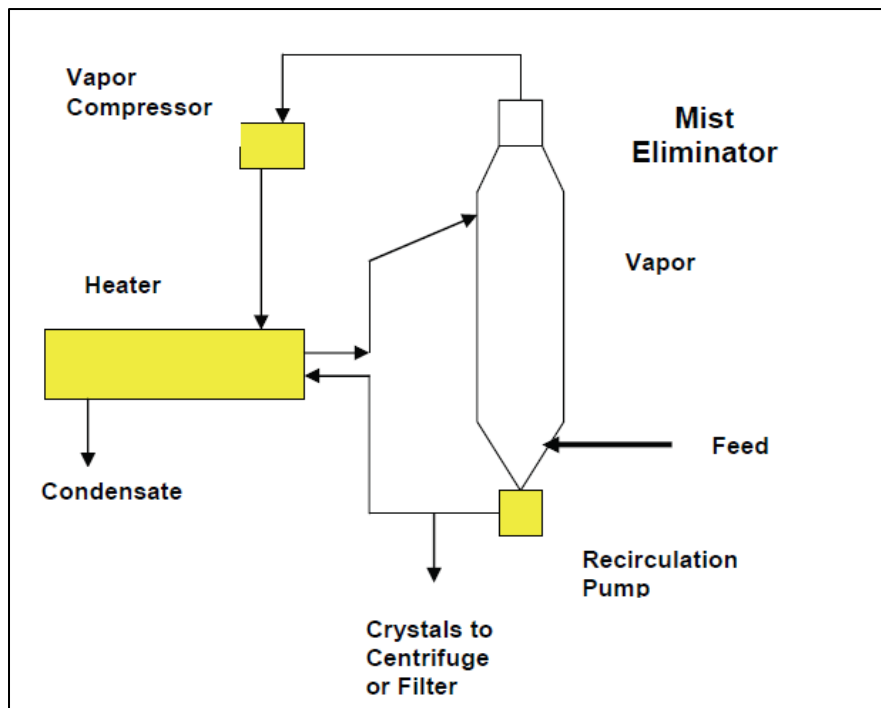 Vapor
Compressor
Mist
Eliminator
Vapor
Heater
Feed
Condensate
Recirculation
Pump
Crystals to
Centrifuge
or Filter